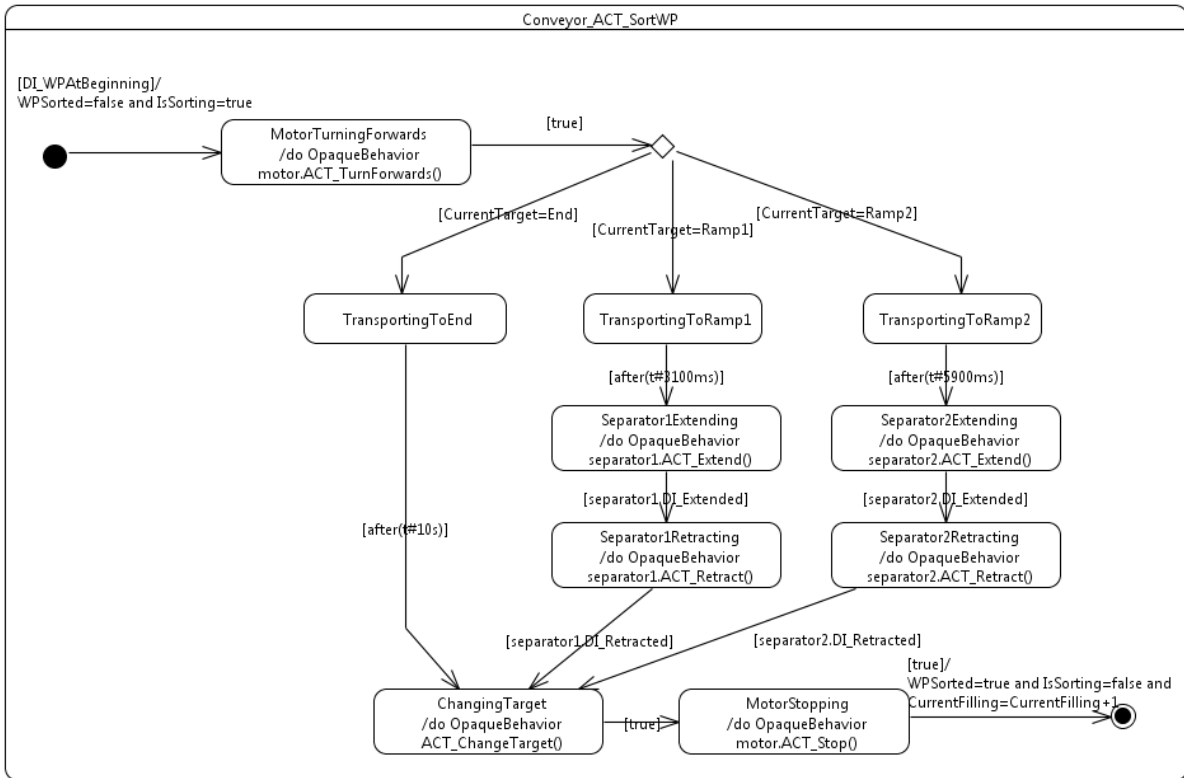 Conveyor_ACT_SortWP
[DI_WPAtBeginning]/
WPSorted=false and IsSorting=true
MotorTurningForwards
/do OpaqueBehavior
motor.ACT_TurnForwards()
[true]
[CurrentTarget=End]
[CurrentTarget=Ramp1]
[CurrentTarget=Ramp2]
TransportingToEnd
TransportingToRamp1
TransportingToRamp2
[after(t#3100ms)]
[after(t#5900ms)]
Separator1Extending
/do OpaqueBehavior
separator1.ACT_Extend()
Separator2Extending
/do OpaqueBehavior
separator2.ACT_Extend()
[separator1.DI_Extended]
[separator2.DI_Extended]
[after(t#10s)]
Separator1Retracting
/do OpaqueBehavior
separator1.ACT_Retract()
Separator2Retracting
/do OpaqueBehavior
separator2.ACT_Retract()
[separator1.DI_Retracted]
[separator2.DI_Retracted]
ChangingTarget
/do OpaqueBehavior
ACT_ChangeTarget()
[true]
MotorStopping
/do OpaqueBehavior
motor.ACT_Stop()
[true]/
WPSorted=true and IsSorting=false and
CurrentFilling=CurrentFilling+1